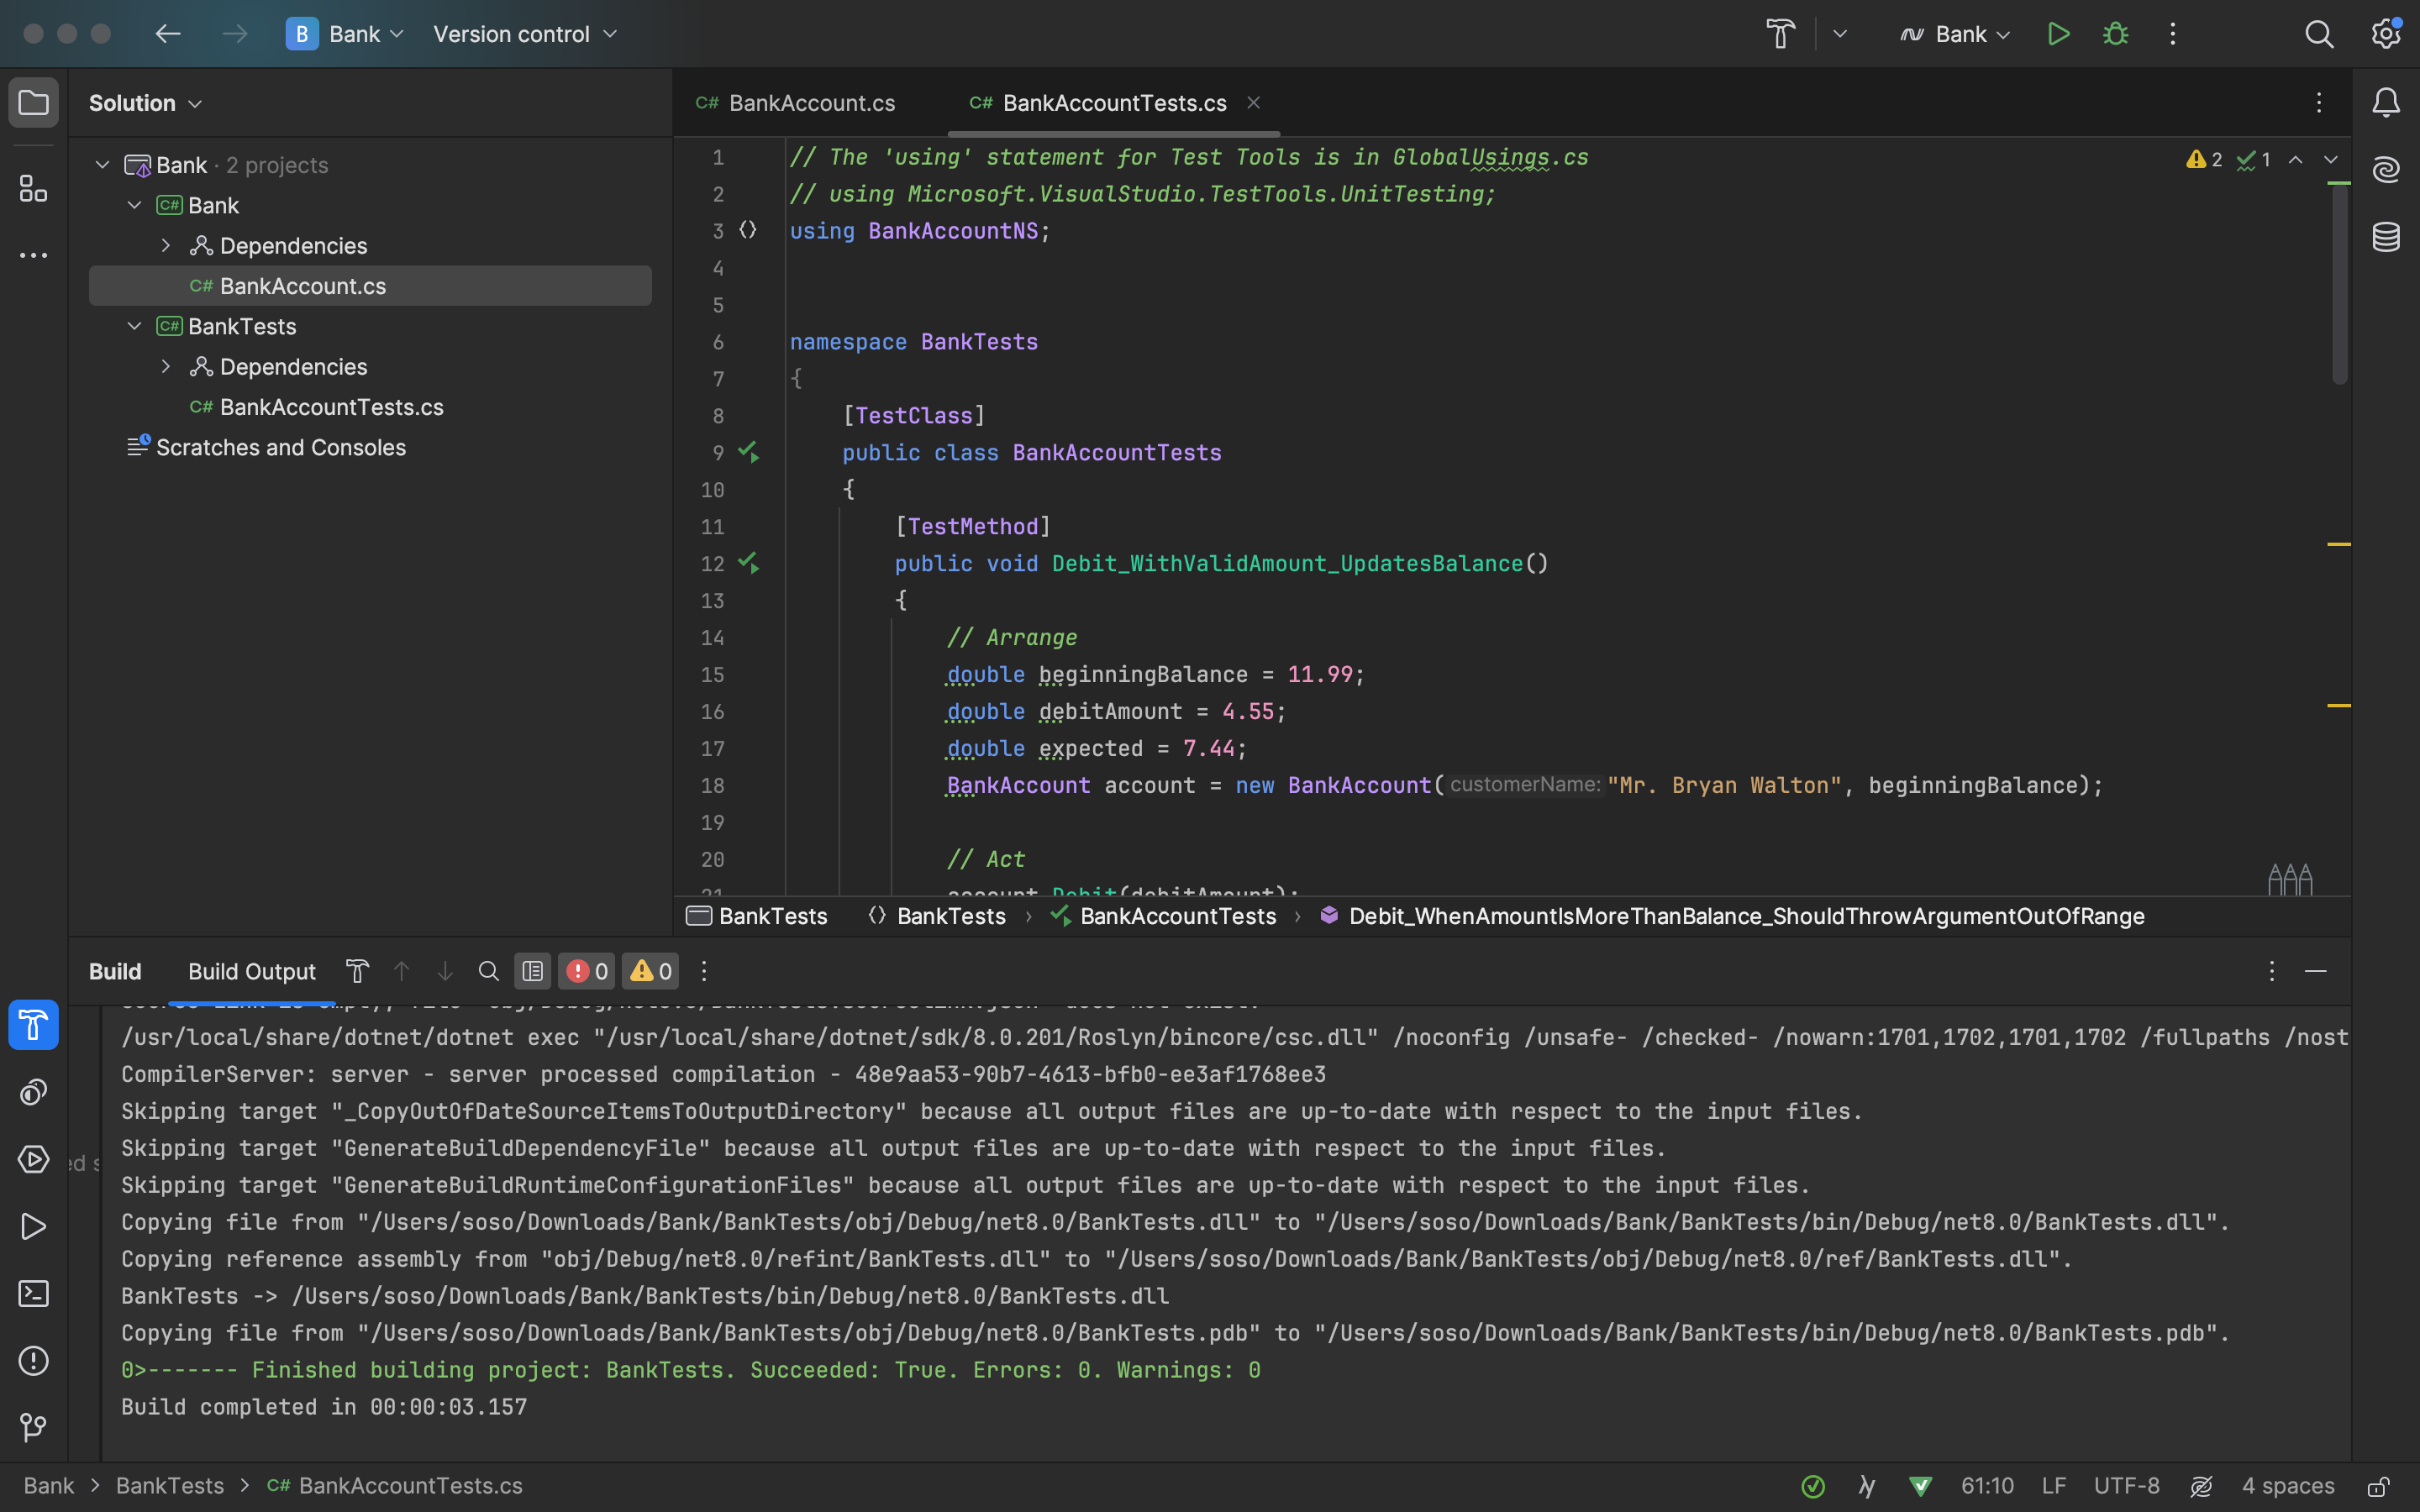 B Bank Version control Bank
Solution
Bank · 2 projects
Bank
Dependencies
C# BankAccount.cs
BankTests
Dependencies
C# BankAccountTests.cs
Scratches and Consoles
C# BankAccount.cs C# BankAccountTests.cs
2 1
1 // The 'using' statement for Test Tools is in GlobalUsings.cs
2 // using Microsoft.VisualStudio.TestTools.UnitTesting;
3 using BankAccountNS;
4
5
6 namespace BankTests
7 {
8 [TestClass]
9 public class BankAccountTests
10 {
11 [TestMethod]
12 public void Debit_WithValidAmount_UpdatesBalance()
13 {
14 // Arrange
15 double beginningBalance = 11.99;
16 double debitAmount = 4.55;
17 double expected = 7.44;
18 BankAccount account = new BankAccount(customerName: "Mr. Bryan Walton", beginningBalance);
19
20 // Act
21 account.Debit(debitAmount);
BankTests BankTests › BankAccountTests › Debit_WhenAmountIsMoreThanBalance_ShouldThrowArgumentOutOfRange
Build Build Output 0 0
/usr/local/share/dotnet/dotnet exec "/usr/local/share/dotnet/sdk/8.0.201/Roslyn/bincore/csc.dll" /noconfig /unsafe- /checked- /nowarn:1701,1702,1701,1702 /fullpaths /nost
CompilerServer: server - server processed compilation - 48e9aa53-90b7-4613-bfb0-ee3af1768ee3
Skipping target "_CopyOutOfDateSourceItemsToOutputDirectory" because all output files are up-to-date with respect to the input files.
Skipping target "GenerateBuildDependencyFile" because all output files are up-to-date with respect to the input files.
ed s
Skipping target "GenerateBuildRuntimeConfigurationFiles" because all output files are up-to-date with respect to the input files.
Copying file from "/Users/soso/Downloads/Bank/BankTests/obj/Debug/net8.0/BankTests.dll" to "/Users/soso/Downloads/Bank/BankTests/bin/Debug/net8.0/BankTests.dll".
Copying reference assembly from "obj/Debug/net8.0/refint/BankTests.dll" to "/Users/soso/Downloads/Bank/BankTests/obj/Debug/net8.0/ref/BankTests.dll".
BankTests -> /Users/soso/Downloads/Bank/BankTests/bin/Debug/net8.0/BankTests.dll
Copying file from "/Users/soso/Downloads/Bank/BankTests/obj/Debug/net8.0/BankTests.pdb" to "/Users/soso/Downloads/Bank/BankTests/bin/Debug/net8.0/BankTests.pdb".
0>------- Finished building project: BankTests. Succeeded: True. Errors: 0. Warnings: 0
Build completed in 00:00:03.157
Bank > BankTests > C# BankAccountTests.cs 61:10 LF UTF-8 4 spaces